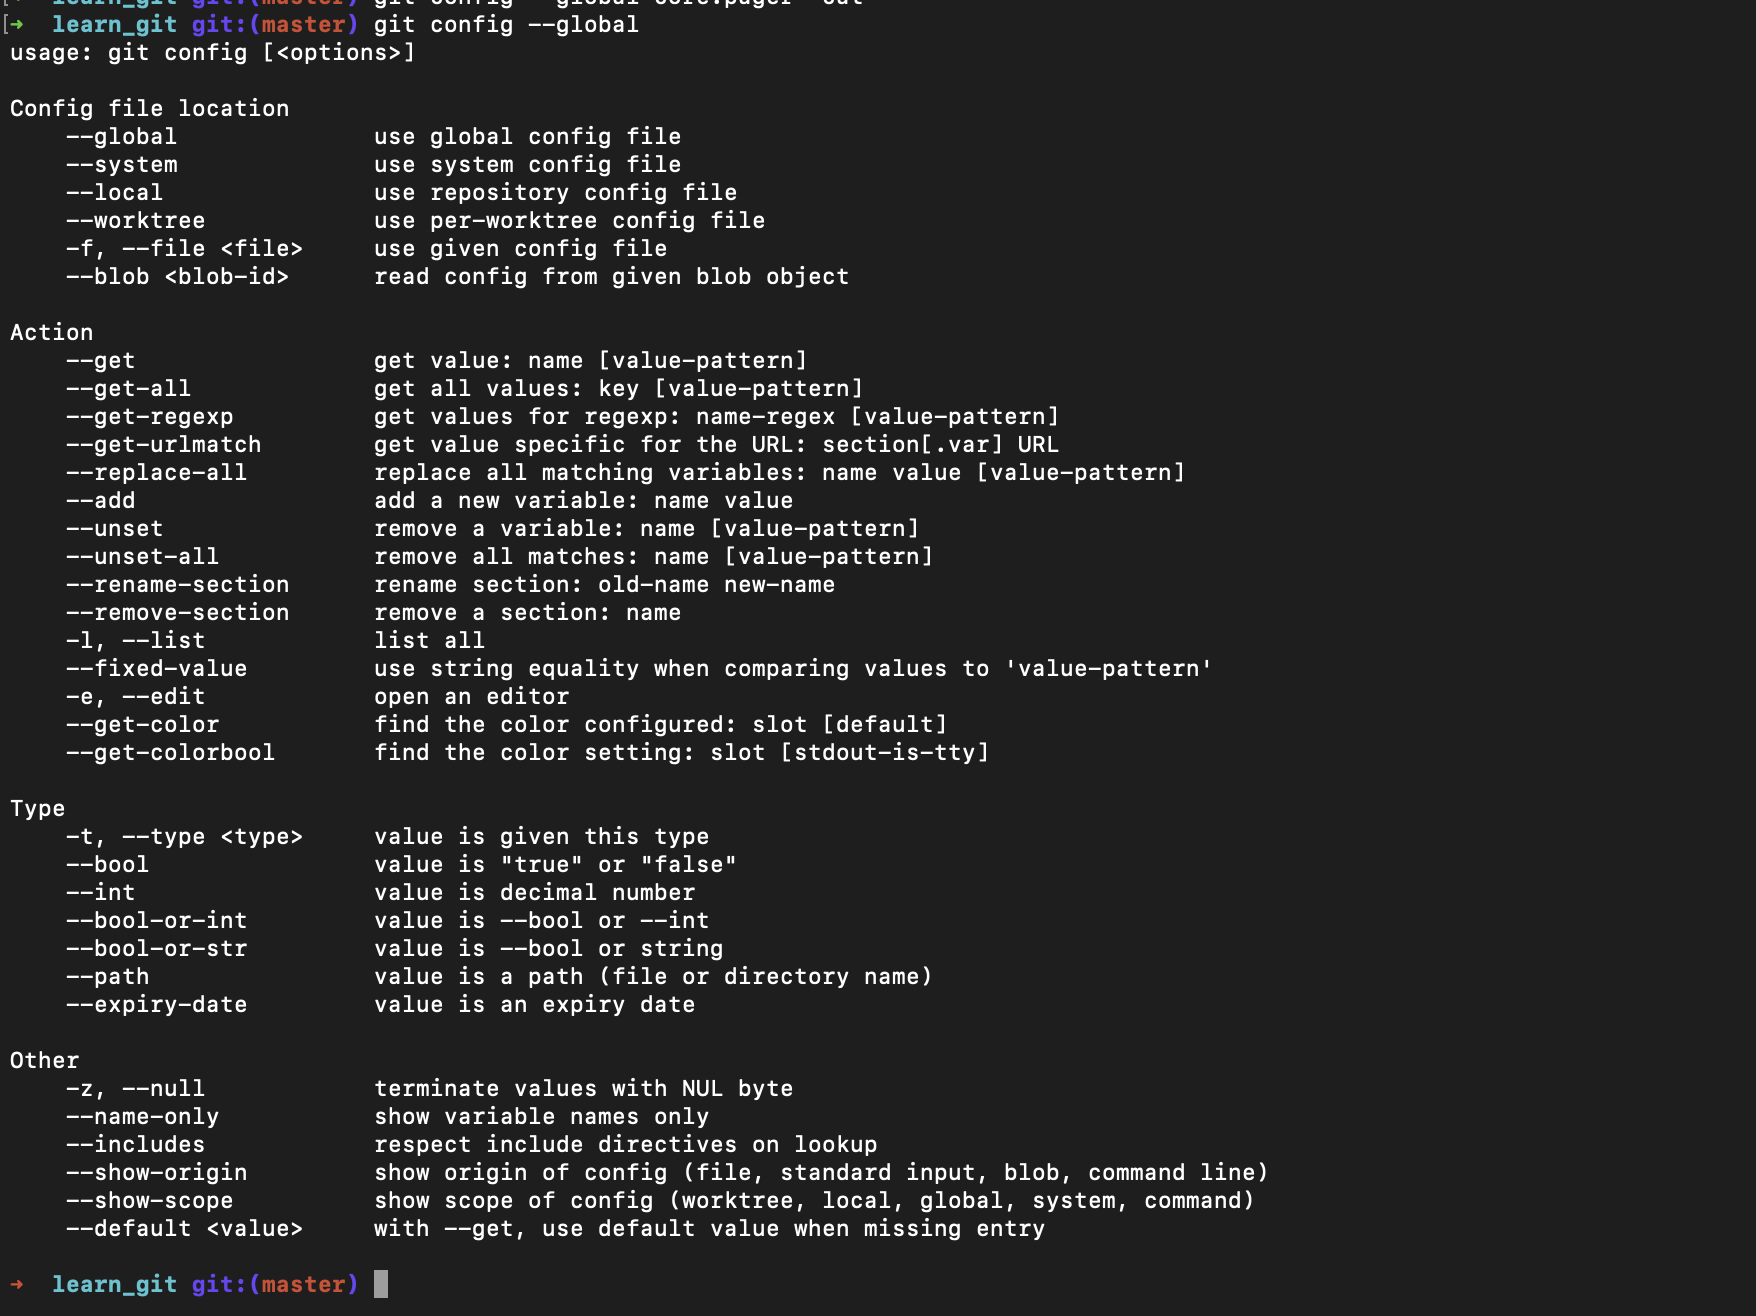 ➜  learn_git git:(master) git config --global
usage: git config [<options>]

Config file location
    --global              use global config file
    --system              use system config file
    --local               use repository config file
    --worktree            use per-worktree config file
    -f, --file <file>     use given config file
    --blob <blob-id>      read config from given blob object

Action
    --get                 get value: name [value-pattern]
    --get-all             get all values: key [value-pattern]
    --get-regexp          get values for regexp: name-regex [value-pattern]
    --get-urlmatch        get value specific for the URL: section[.var] URL
    --replace-all         replace all matching variables: name value [value-pattern]
    --add                 add a new variable: name value
    --unset               remove a variable: name [value-pattern]
    --unset-all           remove all matches: name [value-pattern]
    --rename-section      rename section: old-name new-name
    --remove-section      remove a section: name
    -l, --list            list all
    --fixed-value         use string equality when comparing values to 'value-pattern'
    -e, --edit            open an editor
    --get-color           find the color configured: slot [default]
    --get-colorbool       find the color setting: slot [stdout-is-tty]

Type
    -t, --type <type>     value is given this type
    --bool                value is "true" or "false"
    --int                 value is decimal number
    --bool-or-int         value is --bool or --int
    --bool-or-str         value is --bool or string
    --path                value is a path (file or directory name)
    --expiry-date         value is an expiry date

Other
    -z, --null            terminate values with NUL byte
    --name-only           show variable names only
    --includes            respect include directives on lookup
    --show-origin         show origin of config (file, standard input, blob, command line)
    --show-scope          show scope of config (worktree, local, global, system, command)
    --default <value>     with --get, use default value when missing entry

➜  learn_git git:(master)